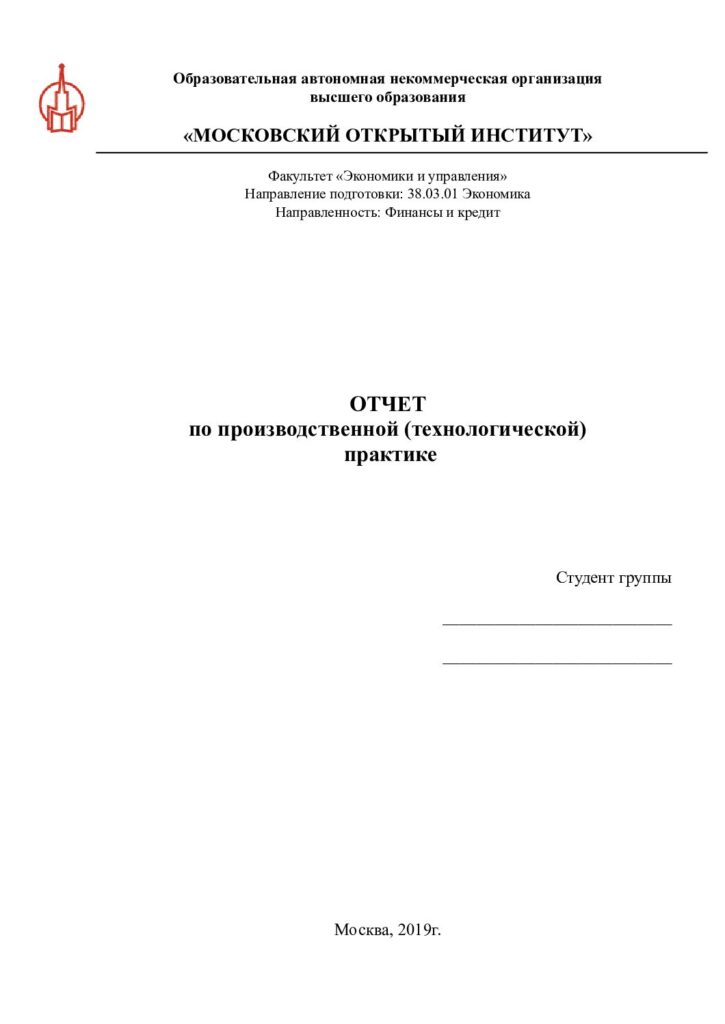 Образовательная автономная некоммерческая организация
высшего образования
«МОСКОВСКИЙ ОТКРЫТЫЙ ИНСТИТУТ»
Факультет «Экономики и управления»
Направление подготовки: 38.03.01 Экономика
Направленность: Финансы и кредит
ОТЧЕТ
по производственной (технологической)
практике
Студент группы
Москва, 2019г.